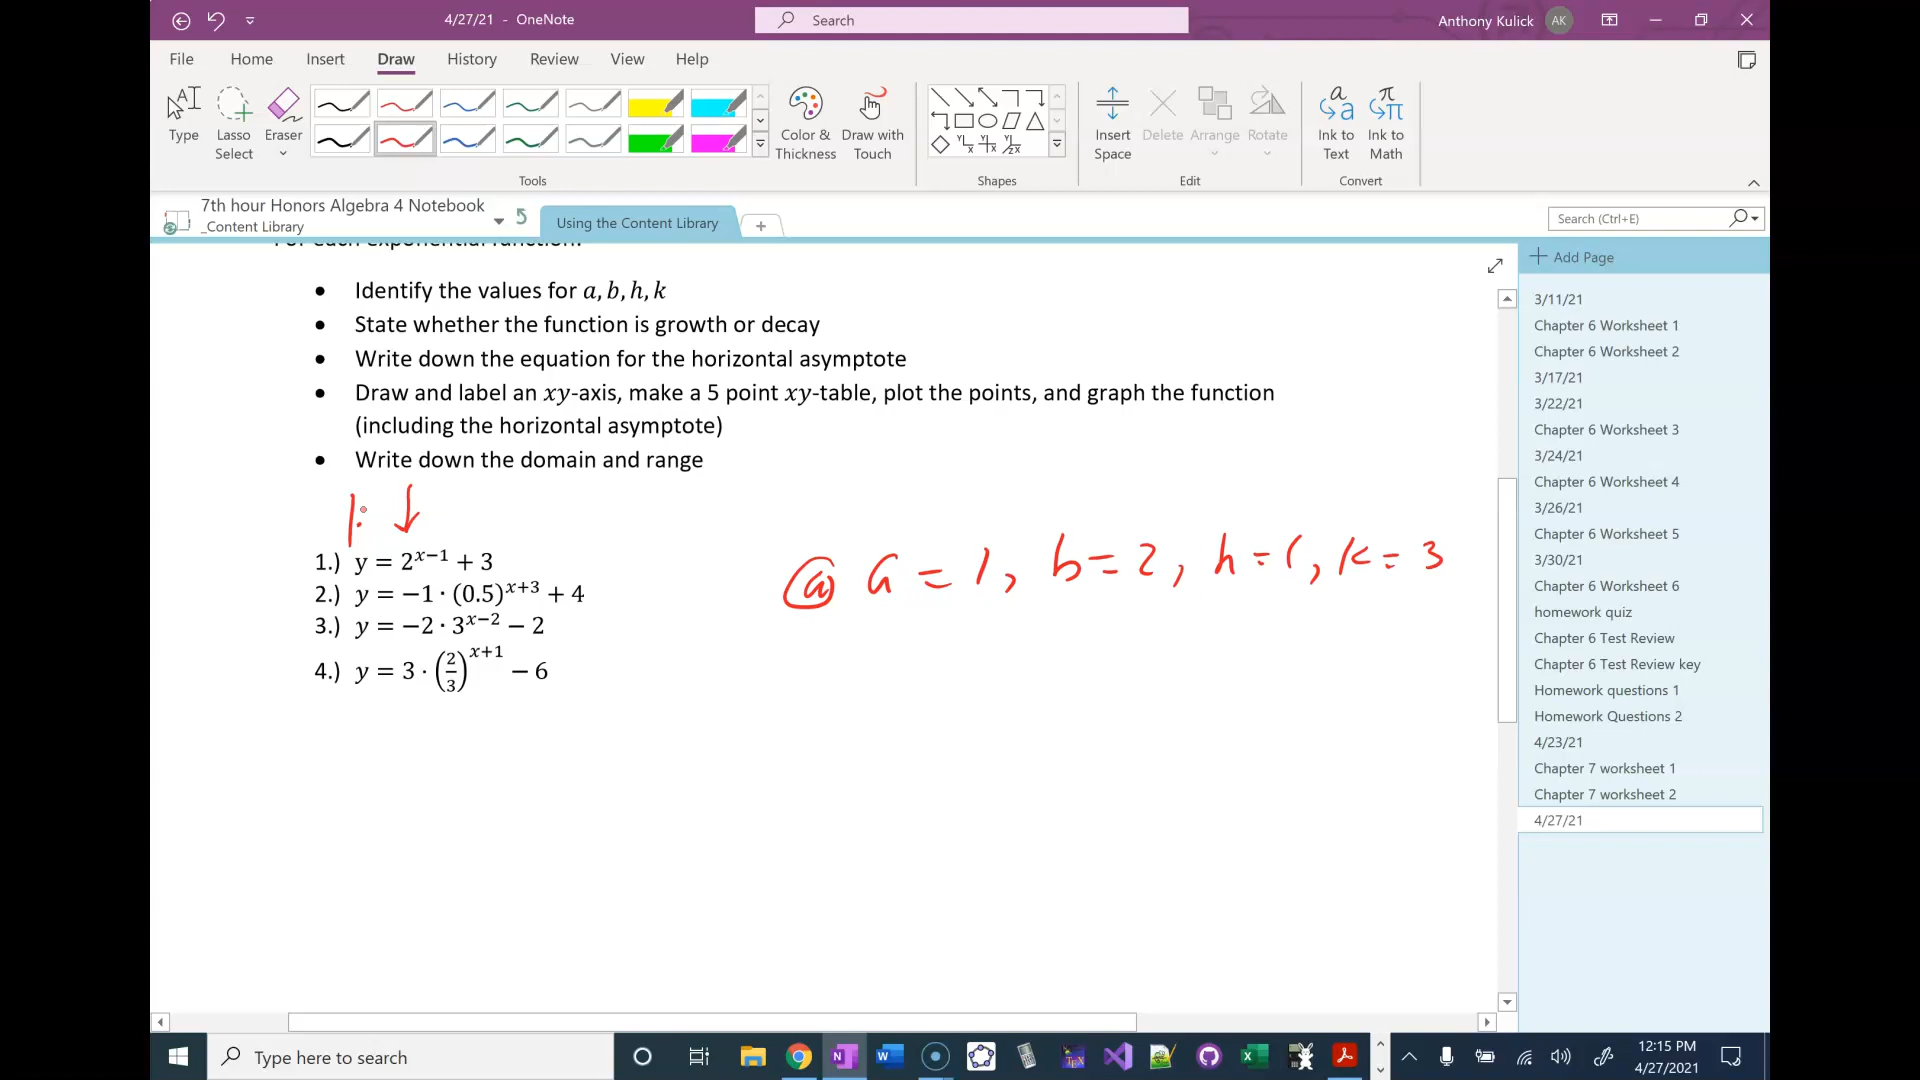 4/27/21 - OneNote
Search
Anthony Kulick
AK
File Home Insert Draw History Review View Help
Type
Lasso Select
Eraser
Color & Thickness
Draw with Touch
Insert Space
Delete
Arrange
Rotate
Ink to Text
Ink to Math
Tools
Shapes
Edit
Convert
7th hour Honors Algebra 4 Notebook
_Content Library
Using the Content Library
Search (Ctrl+E)
For each exponential function:
• Identify the values for a, b, h, k
• State whether the function is growth or decay
• Write down the equation for the horizontal asymptote
• Draw and label an xy-axis, make a 5 point xy-table, plot the points, and graph the function
(including the horizontal asymptote)
• Write down the domain and range
1.) y = 2^{x−1} + 3
2.) y = −1 · (0.5)^{x+3} + 4
3.) y = −2 · 3^{x−2} − 2
4.) y = 3 · (2/3)^{x+1} − 6
ⓐ a = 1, b = 2, h = 1, k = 3
Add Page
3/11/21
Chapter 6 Worksheet 1
Chapter 6 Worksheet 2
3/17/21
3/22/21
Chapter 6 Worksheet 3
3/24/21
Chapter 6 Worksheet 4
3/26/21
Chapter 6 Worksheet 5
3/30/21
Chapter 6 Worksheet 6
homework quiz
Chapter 6 Test Review
Chapter 6 Test Review key
Homework questions 1
Homework Questions 2
4/23/21
Chapter 7 worksheet 1
Chapter 7 worksheet 2
4/27/21
Type here to search
12:15 PM
4/27/2021